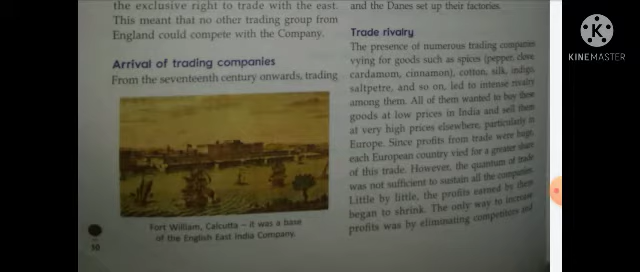 the exclusive right to trade with the east.
This meant that no other trading group from
England could compete with the Company.
Arrival of trading companies
From the seventeenth century onwards, trading
Fort William, Calcutta – it was a base
of the English East India Company.
10
and the Danes set up their factories.
Trade rivalry
The presence of numerous trading companies
vying for goods such as spices (pepper, clove,
cardamom, cinnamon), cotton, silk, indigo,
saltpetre, and so on, led to intense rivalry
among them. All of them wanted to buy these
goods at low prices in India and sell them
at very high prices elsewhere, particularly in
Europe. Since profits from trade were huge,
each European country vied for a greater share
of this trade. However, the quantum of trade
was not sufficient to sustain all the companies.
Little by little, the profits earned by them
began to shrink. The only way to increase
profits was by eliminating competitors and
KINEMASTER